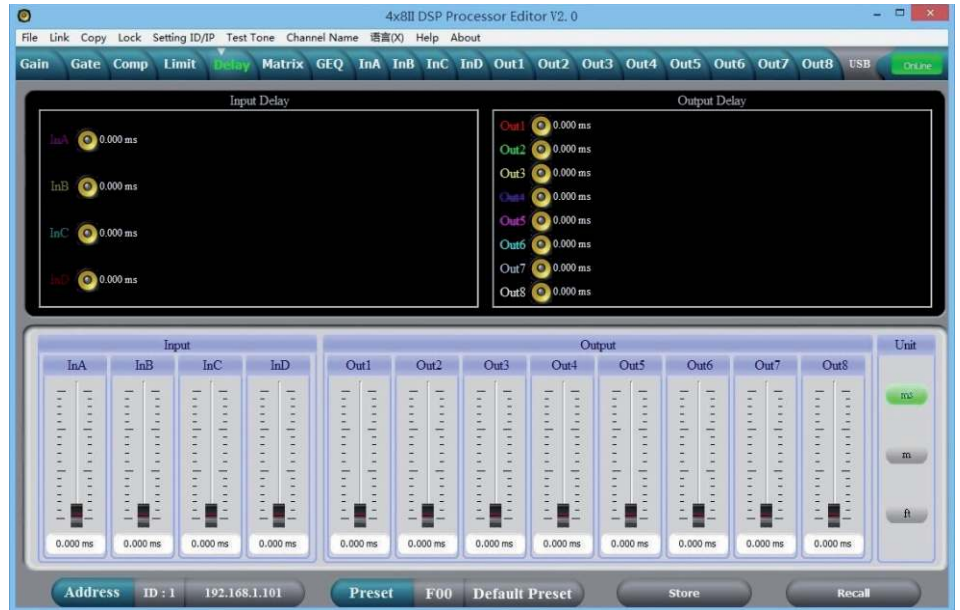 4x8II DSP Processor Editor V2. 0
File Link Copy Lock Setting ID/IP Test Tone Channel Name 语言(X) Help About
Gain Gate Comp Limit Delay Matrix GEQ InA InB InC InD Out1 Out2 Out3 Out4 Out5 Out6 Out7 Out8 USB OnLine
Input Delay Output Delay
InA 0.000 ms
InB 0.000 ms
InC 0.000 ms
InD 0.000 ms
Out1 0.000 ms
Out2 0.000 ms
Out3 0.000 ms
Out4 0.000 ms
Out5 0.000 ms
Out6 0.000 ms
Out7 0.000 ms
Out8 0.000 ms
Input Output Unit
InA InB InC InD Out1 Out2 Out3 Out4 Out5 Out6 Out7 Out8
ms
m
ft
0.000 ms 0.000 ms 0.000 ms 0.000 ms 0.000 ms 0.000 ms 0.000 ms 0.000 ms 0.000 ms 0.000 ms 0.000 ms 0.000 ms
Address ID : 1 192.168.1.101 Preset F00 Default Preset Store Recall